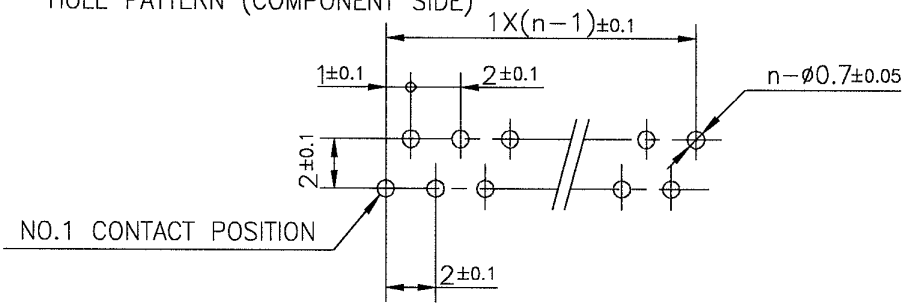 HOLE PATTERN (COMPONENT SIDE)
1X(n-1)±0.1
1±0.1
2±0.1
n-ø0.7±0.05
2±0.1
NO.1 CONTACT POSITION
2±0.1